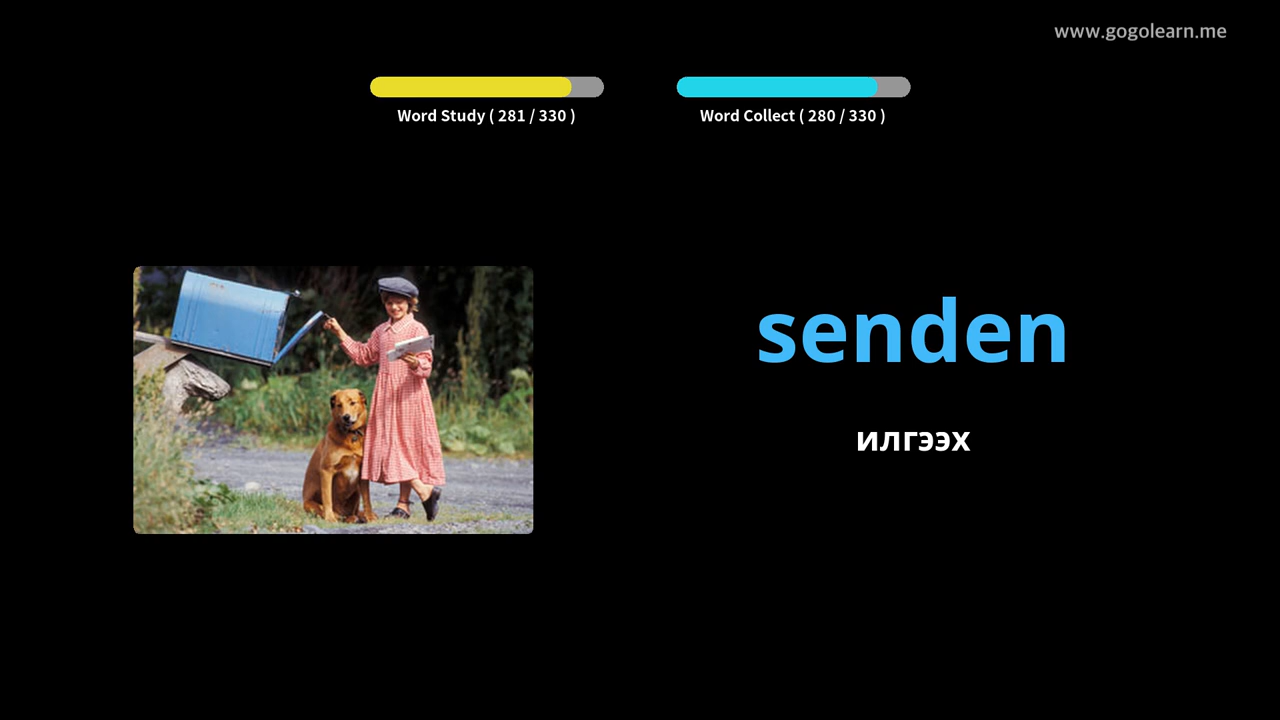 www.gogolearn.me
Word Study ( 281 / 330 )
Word Collect ( 280 / 330 )
senden
илгээх